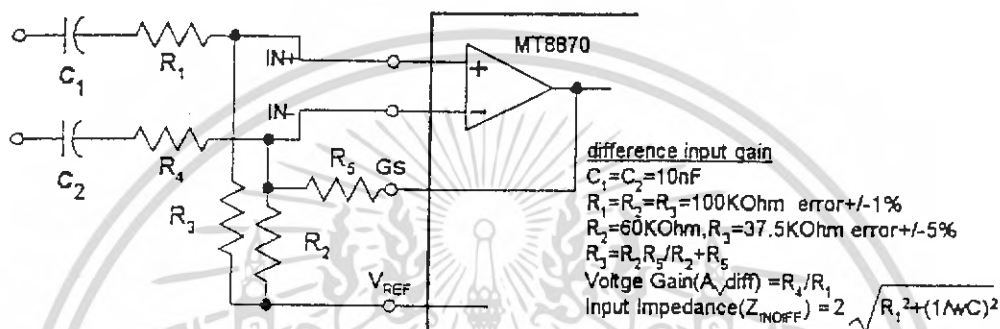 MT8870
C1
R1
IN+
+
IN-
-
C2
R4
R5
GS
R3
R2
VREF
difference input gain
C1=C2=10nF
R1=R2=R3=100KOhm error+/-1%
R2=60KOhm,R3=37.5KOhm error+/-5%
R3=R2R5/R2+R5
Voltge Gain(Avdiff) =R4/R1
Input Impedance(ZINDIFF) = 2 √R1²+(1/wC)²